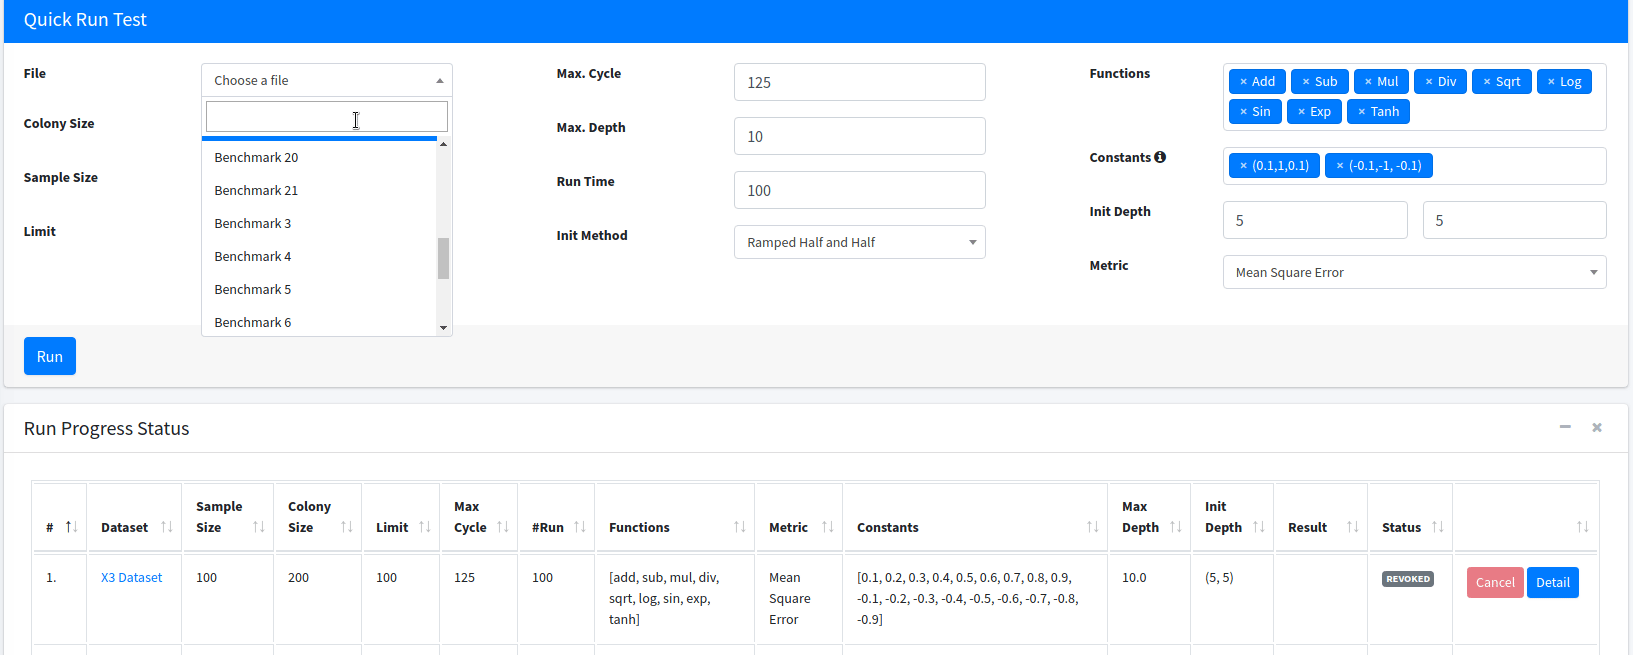 Quick Run Test
File
Choose a file
Benchmark 20
Benchmark 21
Benchmark 3
Benchmark 4
Benchmark 5
Benchmark 6
Colony Size
Sample Size
Limit
Max. Cycle
125
Max. Depth
10
Run Time
100
Init Method
Ramped Half and Half
Functions
× Add × Sub × Mul × Div × Sqrt × Log
× Sin × Exp × Tanh
Constants
× (0.1,1,0.1) × (-0.1,-1, -0.1)
Init Depth
5 5
Metric
Mean Square Error
Run
Run Progress Status
# Dataset Sample Size Colony Size Limit Max Cycle #Run Functions Metric Constants Max Depth Init Depth Result Status
1. X3 Dataset 100 200 100 125 100
[add, sub, mul, div,
sqrt, log, sin, exp,
tanh]
Mean
Square
Error
[0.1, 0.2, 0.3, 0.4, 0.5, 0.6, 0.7, 0.8, 0.9,
-0.1, -0.2, -0.3, -0.4, -0.5, -0.6, -0.7, -0.8,
-0.9]
10.0 (5, 5) REVOKED Cancel Detail